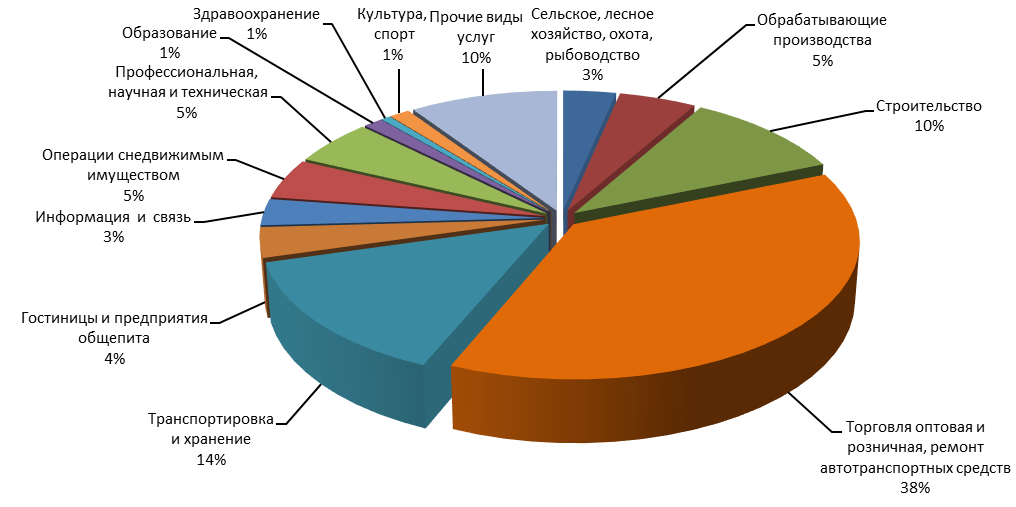 Сельское, лесное
хозяйство, охота,
рыбоводство
3%
Обрабатывающие
производства
5%
Строительство
10%
Торговля оптовая и
розничная, ремонт
автотранспортных средств
38%
Транспортировка
и хранение
14%
Гостиницы и предприятия
общепита
4%
Информация и связь
3%
Операции снедвижимым
имуществом
5%
Профессиональная,
научная и техническая
5%
Образование
1%
Здравоохранение
1%
Культура,
спорт
1%
Прочие виды
услуг
10%